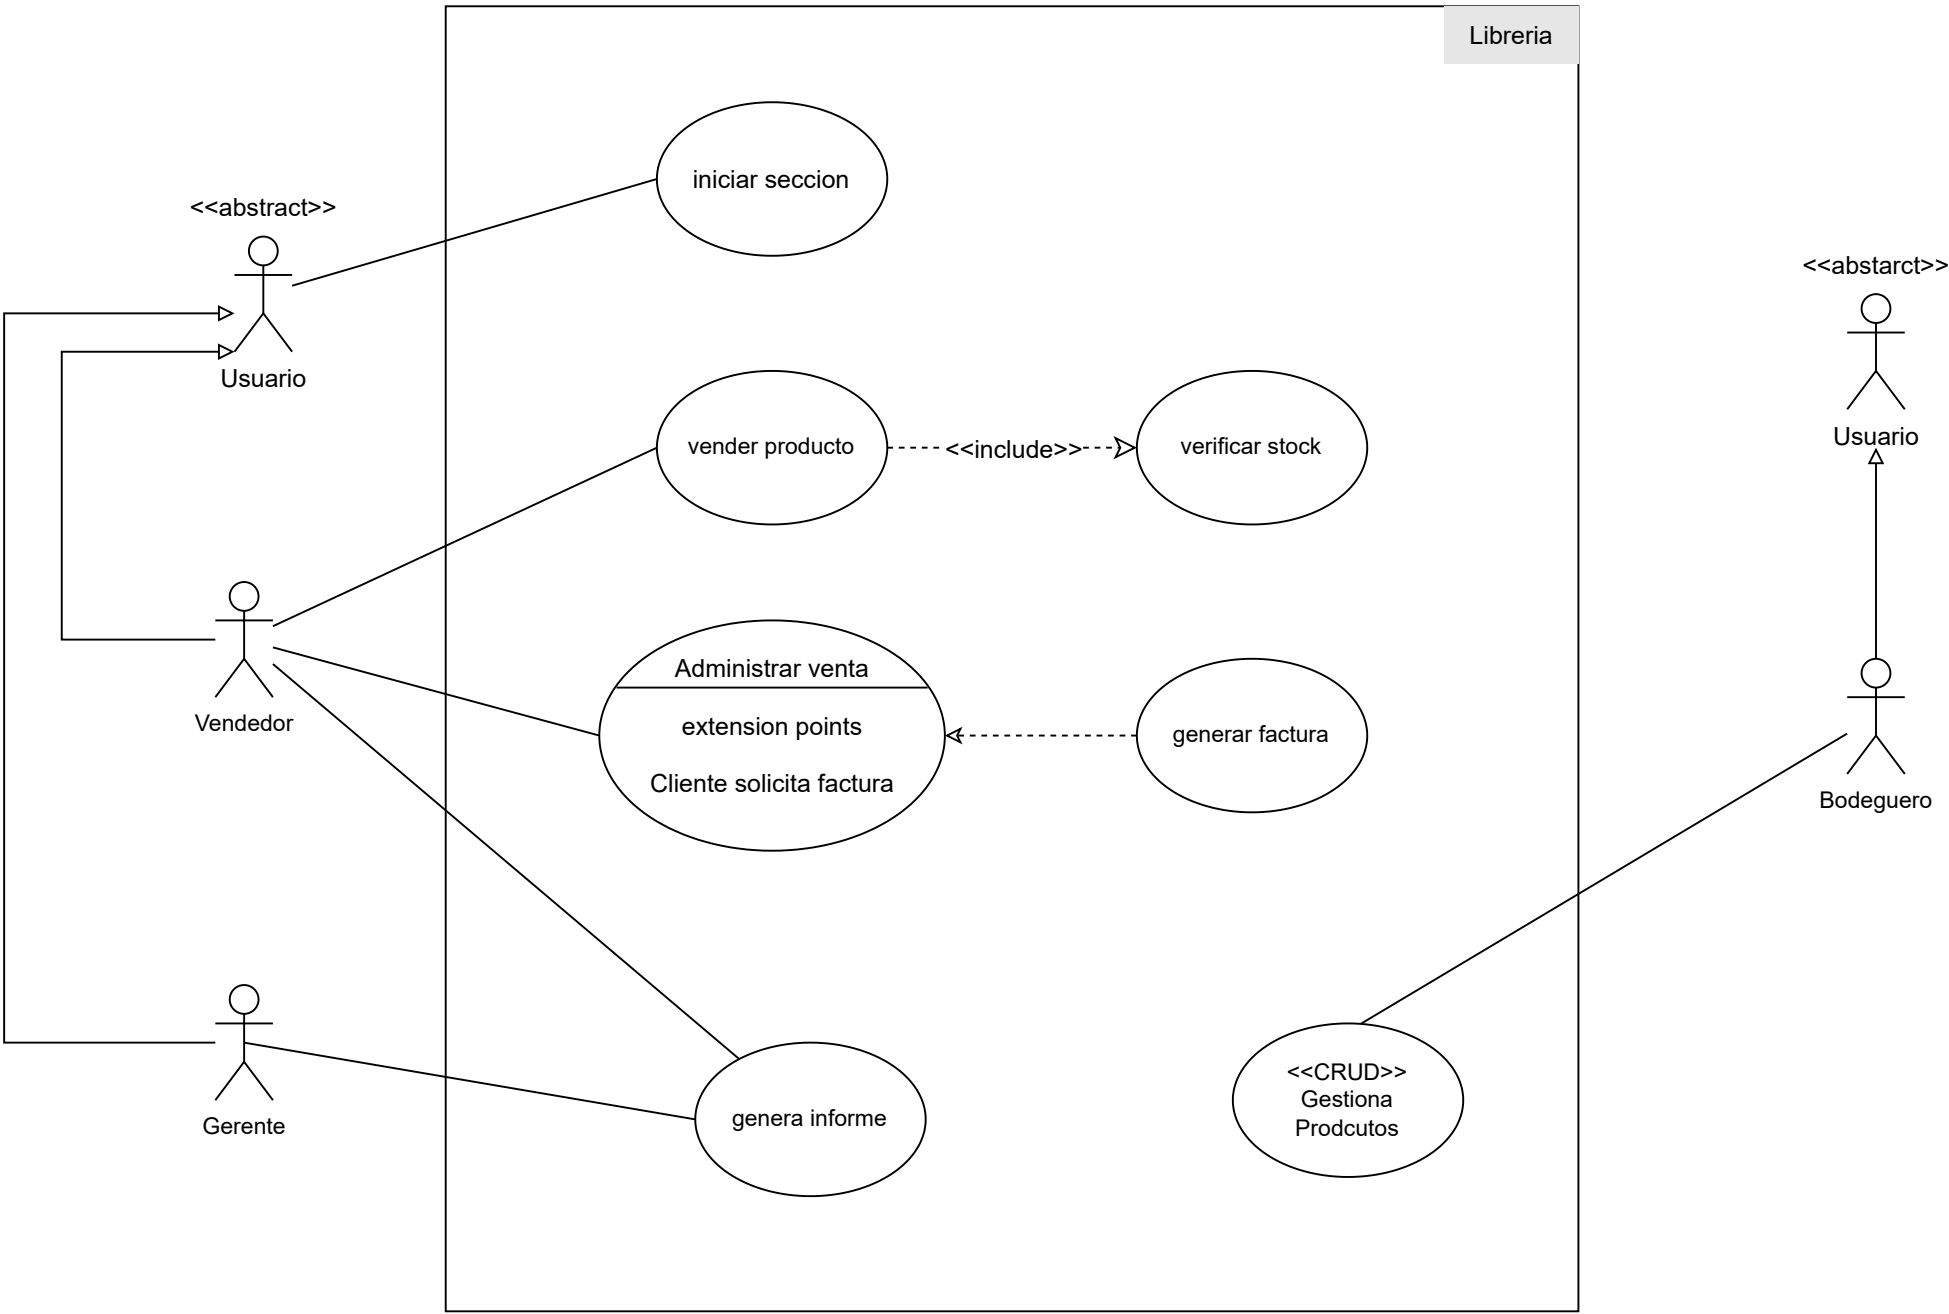 Libreria
iniciar seccion
<<abstract>>
Usuario
<<abstarct>>
Usuario
vender producto
<<include>>
verificar stock
Administrar venta
extension points
Cliente solicita factura
generar factura
Vendedor
Bodeguero
<<CRUD>>
Gestiona
Prodcutos
genera informe
Gerente